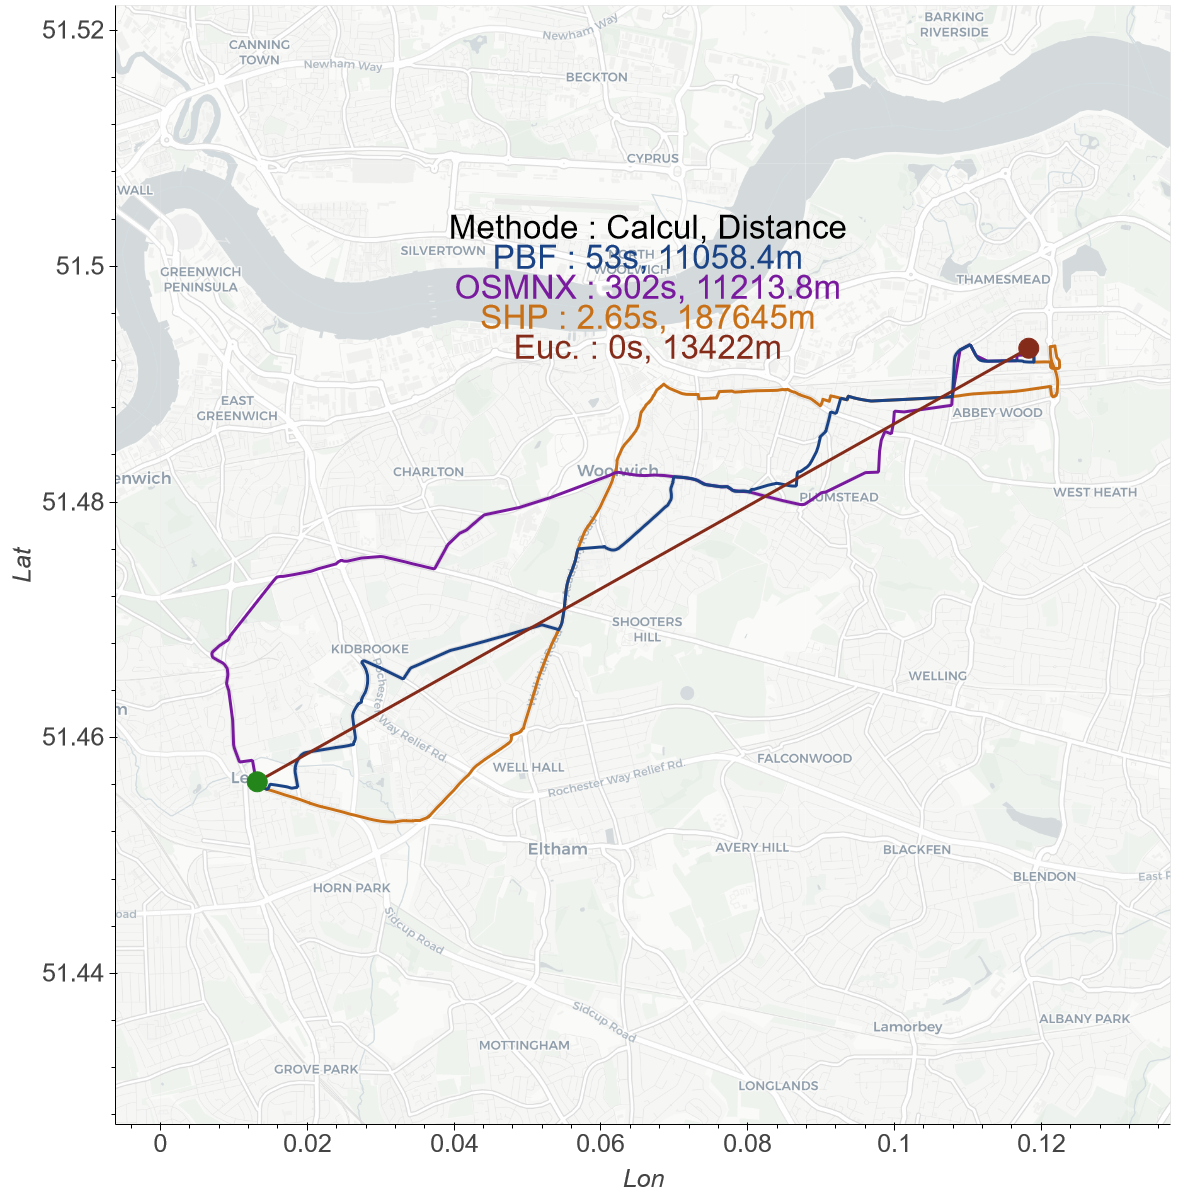 51.52
BARKING
RIVERSIDE
Newham Way
CANNING
TOWN
Newham Way
BECKTON
CYPRUS
WALL
Methode : Calcul, Distance
SILVERTOWN
NORTH
WOOLWICH
PBF : 53s, 11058.4m
51.5
GREENWICH
PENINSULA
THAMESMEAD
OSMNX : 302s, 11213.8m
SHP : 2.65s, 187645m
Euc. : 0s, 13422m
EAST
GREENWICH
ABBEY WOOD
CHARLTON
Woolwich
enwich
WEST HEATH
PLUMSTEAD
51.48
Lat
SHOOTERS
HILL
KIDBROOKE
WELLING
m
Rochester Way Relief Rd
51.46
FALCONWOOD
WELL HALL
Rochester Way Relief Rd
Le
Eltham
AVERY HILL
BLACKFEN
BLENDON
East R
HORN PARK
oad
Sidcup Road
51.44
Sidcup Road
ALBANY PARK
Lamorbey
MOTTINGHAM
GROVE PARK
LONGLANDS
0
0.02
0.04
0.06
0.08
0.1
0.12
Lon